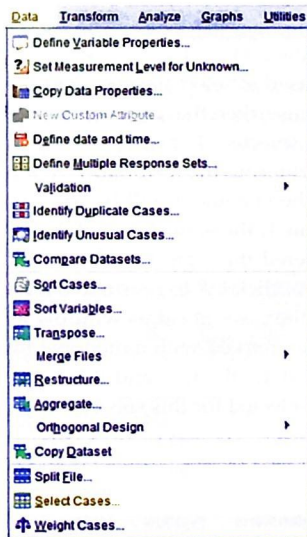 Data Transform Analyze Graphs Utilities
Define Variable Properties...
Set Measurement Level for Unknown...
Copy Data Properties...
New Custom Attribute...
Define date and time...
Define Multiple Response Sets...
Validation
Identify Duplicate Cases...
Identify Unusual Cases...
Compare Datasets...
Sort Cases...
Sort Variables...
Transpose...
Merge Files
Restructure...
Aggregate...
Orthogonal Design
Copy Dataset
Split File...
Select Cases...
Weight Cases...